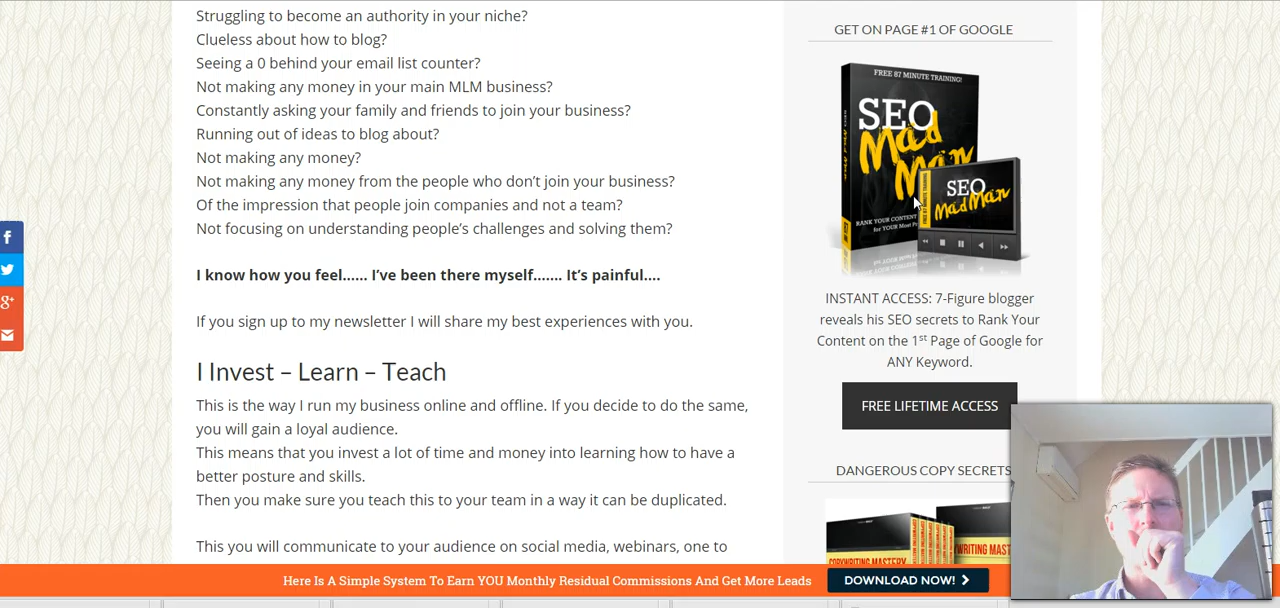 Struggling to become an authority in your niche?
Clueless about how to blog?
Seeing a 0 behind your email list counter?
Not making any money in your main MLM business?
Constantly asking your family and friends to join your business?
Running out of ideas to blog about?
Not making any money?
Not making any money from the people who don't join your business?
Of the impression that people join companies and not a team?
Not focusing on understanding people's challenges and solving them?
I know how you feel...... I've been there myself....... It's painful....
If you sign up to my newsletter I will share my best experiences with you.
I Invest – Learn – Teach
This is the way I run my business online and offline. If you decide to do the same,
you will gain a loyal audience.
This means that you invest a lot of time and money into learning how to have a
better posture and skills.
Then you make sure you teach this to your team in a way it can be duplicated.
This you will communicate to your audience on social media, webinars, one to
GET ON PAGE #1 OF GOOGLE
FREE 87 MINUTE TRAINING!
SEO
Mad
Man
RANK YOUR CONTENT
for YOUR Most
SEO
Mad Man
INSTANT ACCESS: 7-Figure blogger
reveals his SEO secrets to Rank Your
Content on the 1st Page of Google for
ANY Keyword.
FREE LIFETIME ACCESS
DANGEROUS COPY SECRETS
COPYWRITING MASTERY
Here Is A Simple System To Earn YOU Monthly Residual Commissions And Get More Leads
DOWNLOAD NOW!